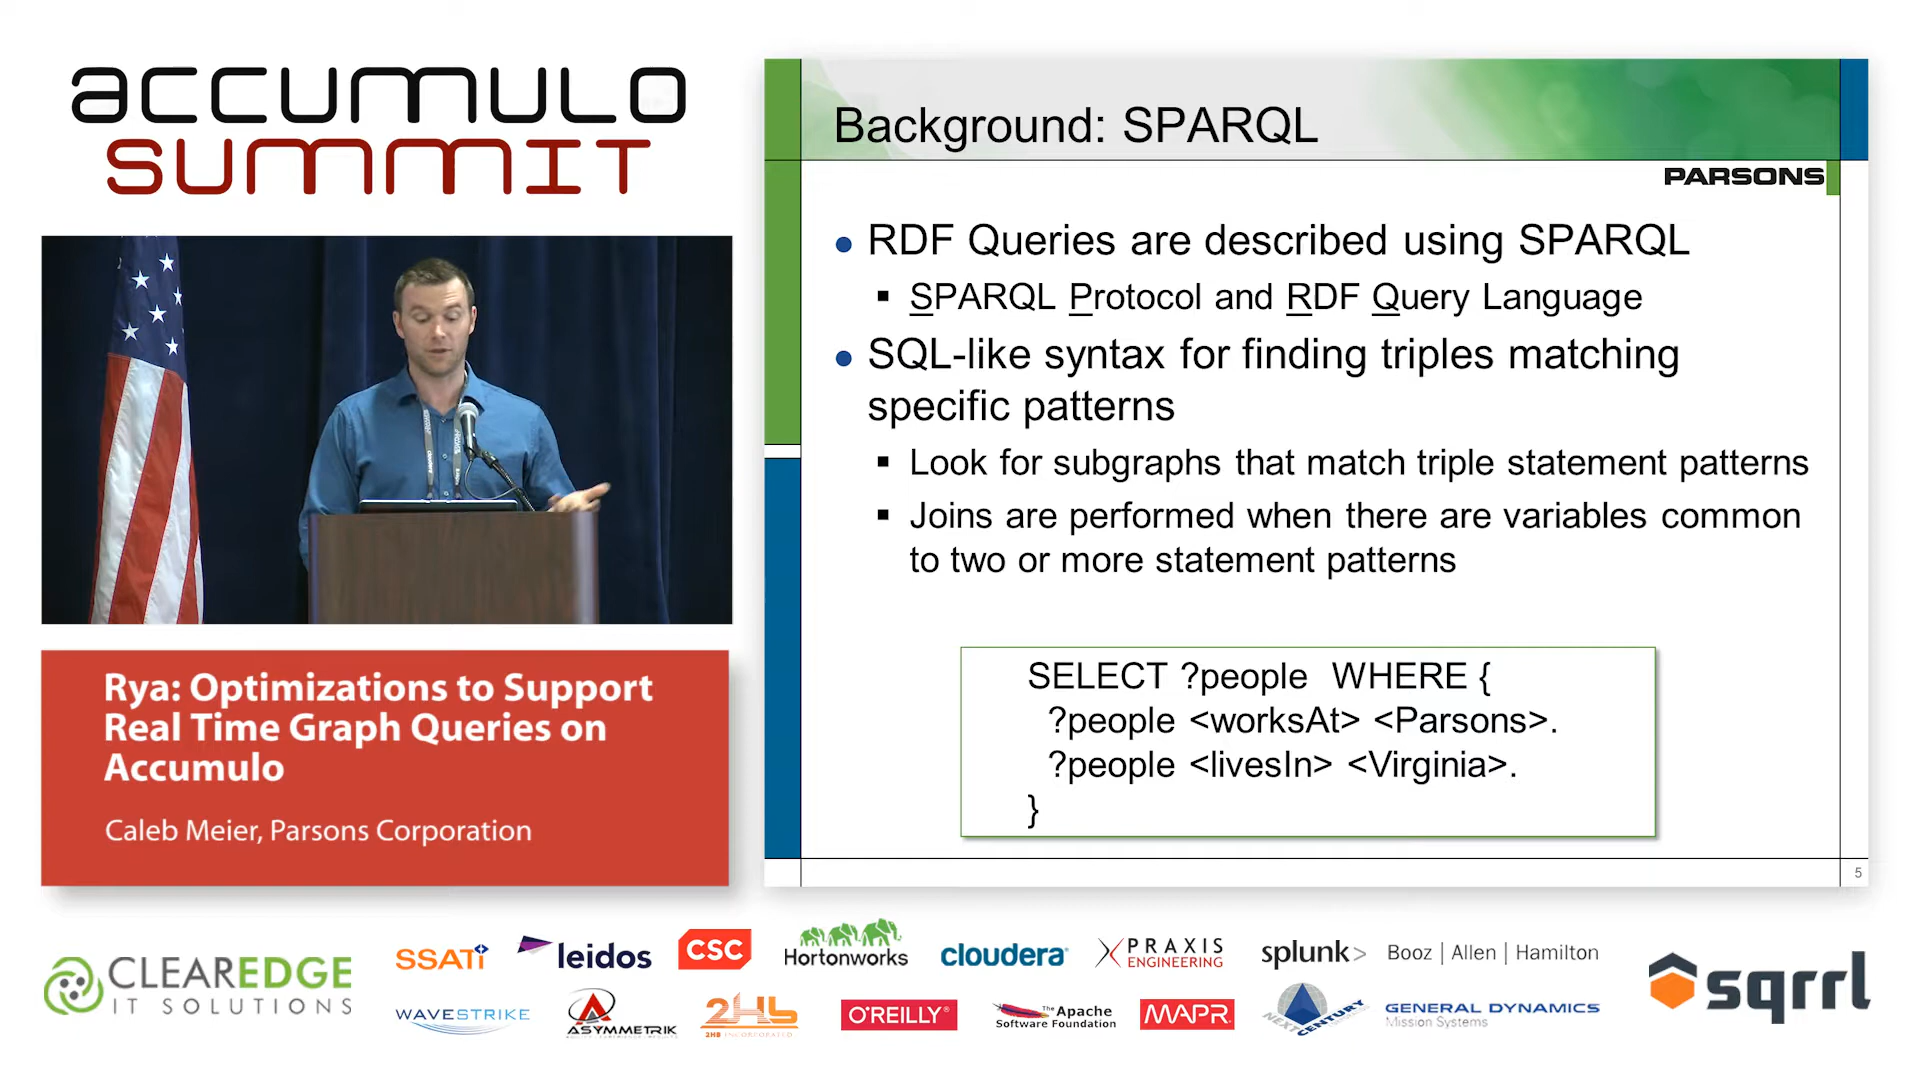 ACCUMULO
SUMMIT
Rya: Optimizations to Support
Real Time Graph Queries on
Accumulo
Caleb Meier, Parsons Corporation
Background: SPARQL
PARSONS
• RDF Queries are described using SPARQL
▪ SPARQL Protocol and RDF Query Language
• SQL-like syntax for finding triples matching
specific patterns
▪ Look for subgraphs that match triple statement patterns
▪ Joins are performed when there are variables common
to two or more statement patterns
SELECT ?people WHERE {
?people <worksAt> <Parsons>.
?people <livesIn> <Virginia>.
}
5
CLEAREDGE
IT SOLUTIONS
SSATi
leidos
CSC
Hortonworks
cloudera
PRAXIS
ENGINEERING
splunk>
Booz | Allen | Hamilton
WAVESTRIKE
ASYMMETRIK
2HB
2HB INCORPORATED
O'REILLY®
The Apache
Software Foundation
MAPR
NEXT CENTURY
GENERAL DYNAMICS
Mission Systems
sqrrl